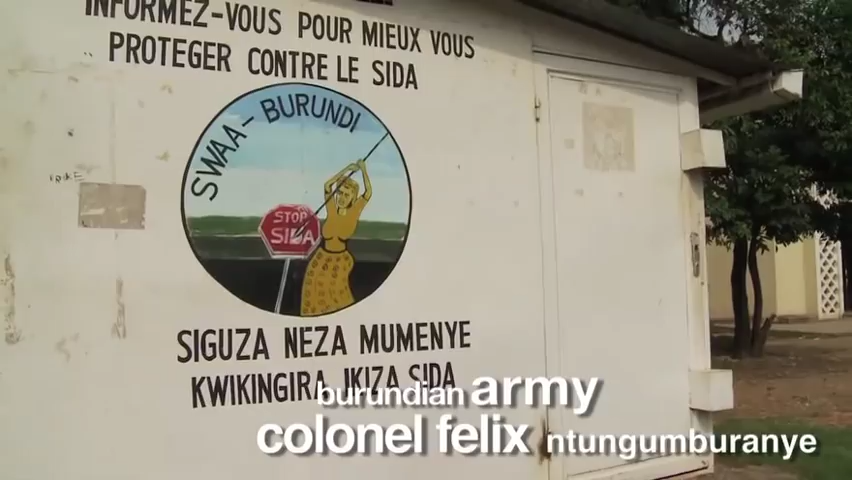 INFORMEZ-VOUS POUR MIEUX VOUS
PROTEGER CONTRE LE SIDA
SWAA-BURUNDI
STOP
SIDA
SIGUZA NEZA MUMENYE
KWIKINGIRA IKIZA SIDA
burundian army
colonel felix ntungumburanye